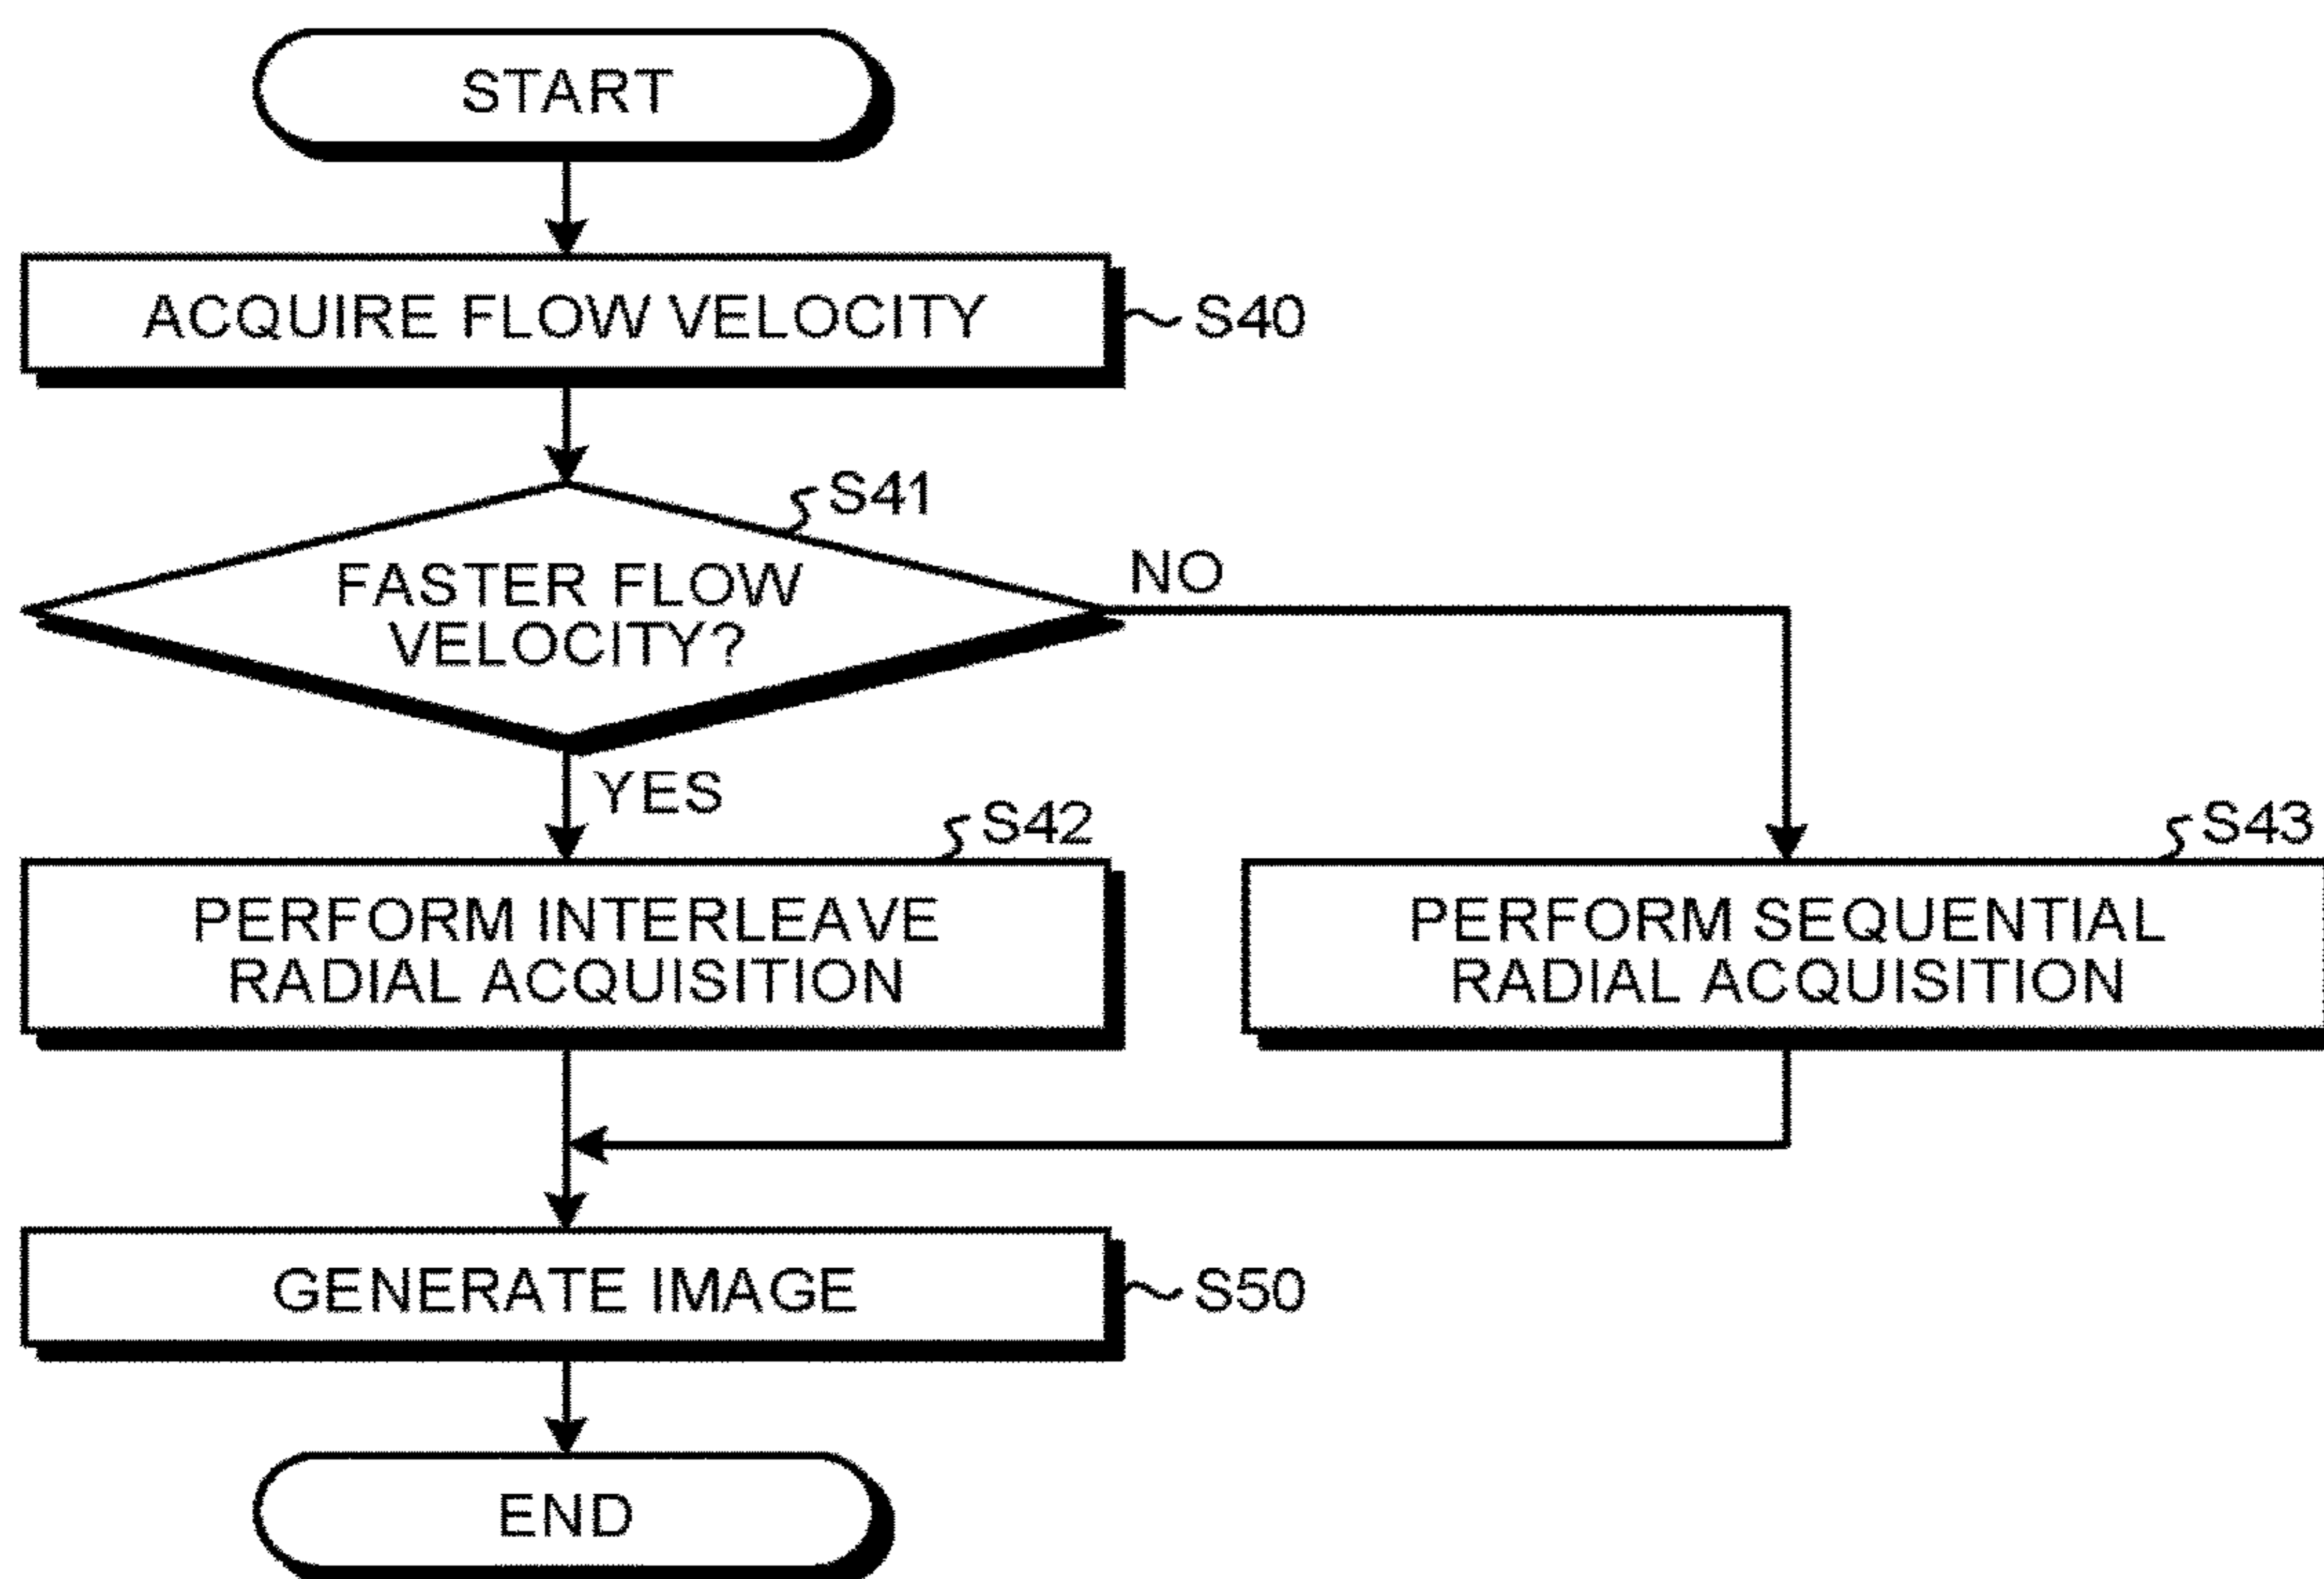 START
ACQUIRE FLOW VELOCITY
S40
S41
FASTER FLOW
VELOCITY?
NO
YES
S42
PERFORM INTERLEAVE
RADIAL ACQUISITION
S43
PERFORM SEQUENTIAL
RADIAL ACQUISITION
GENERATE IMAGE
S50
END